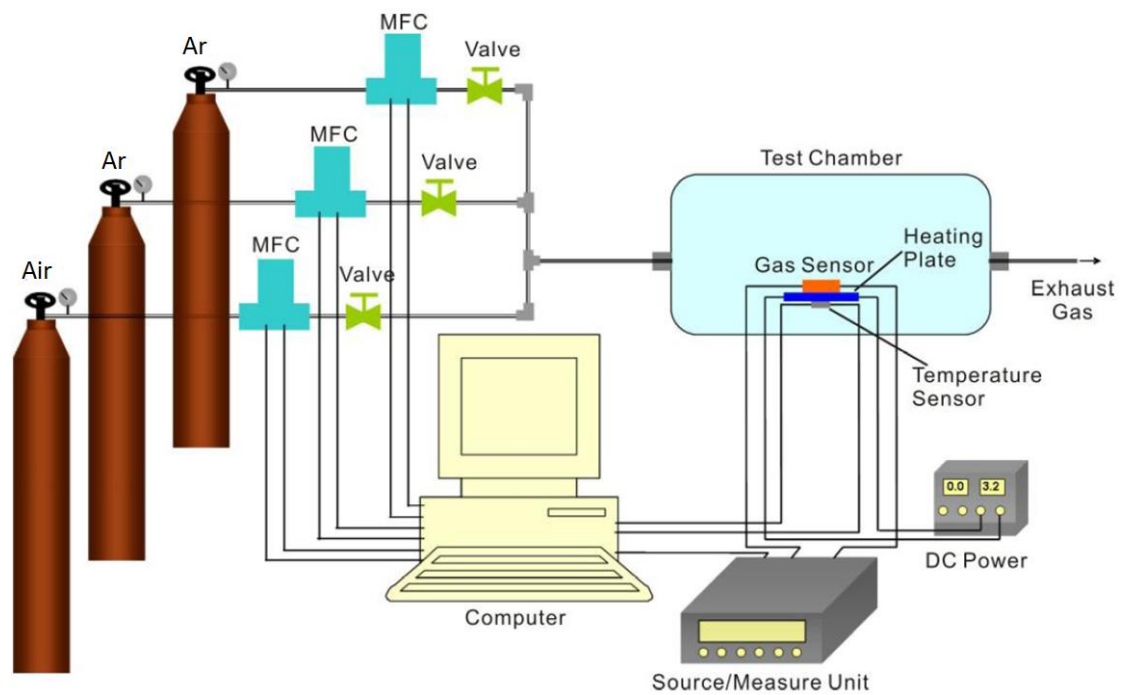 MFC
Ar
Valve
MFC
Ar
Valve
Test Chamber
MFC
Heating
Plate
Gas Sensor
Air
Valve
Exhaust
Gas
Temperature
Sensor
0.0 3.2
DC Power
Computer
Source/Measure Unit